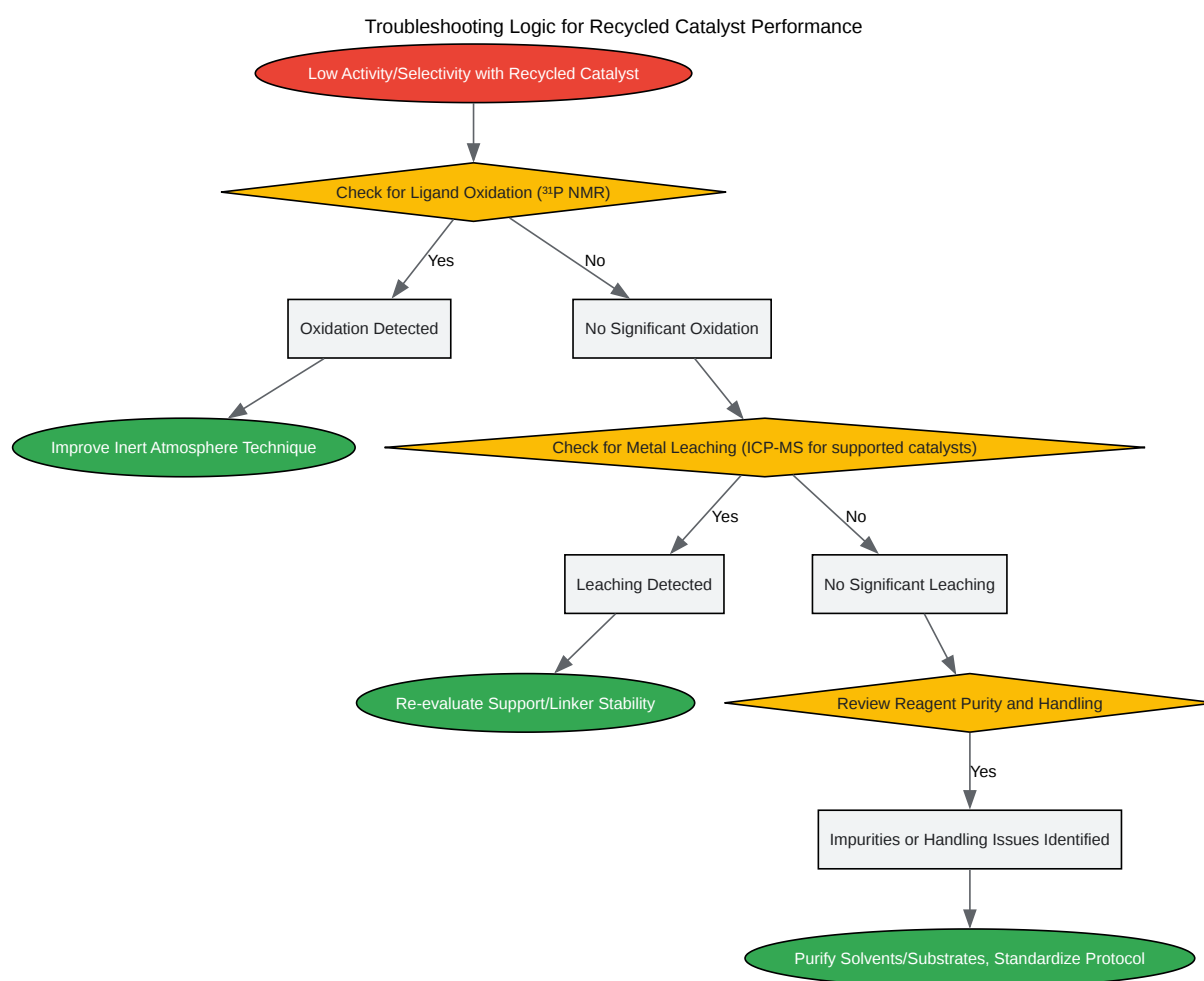 Troubleshooting Logic for Recycled Catalyst Performance
Low Activity/Selectivity with Recycled Catalyst
Check for Ligand Oxidation (³¹P NMR)
Yes
No
Oxidation Detected
No Significant Oxidation
Improve Inert Atmosphere Technique
Check for Metal Leaching (ICP-MS for supported catalysts)
Yes
No
Leaching Detected
No Significant Leaching
Re-evaluate Support/Linker Stability
Review Reagent Purity and Handling
Yes
Impurities or Handling Issues Identified
Purify Solvents/Substrates, Standardize Protocol